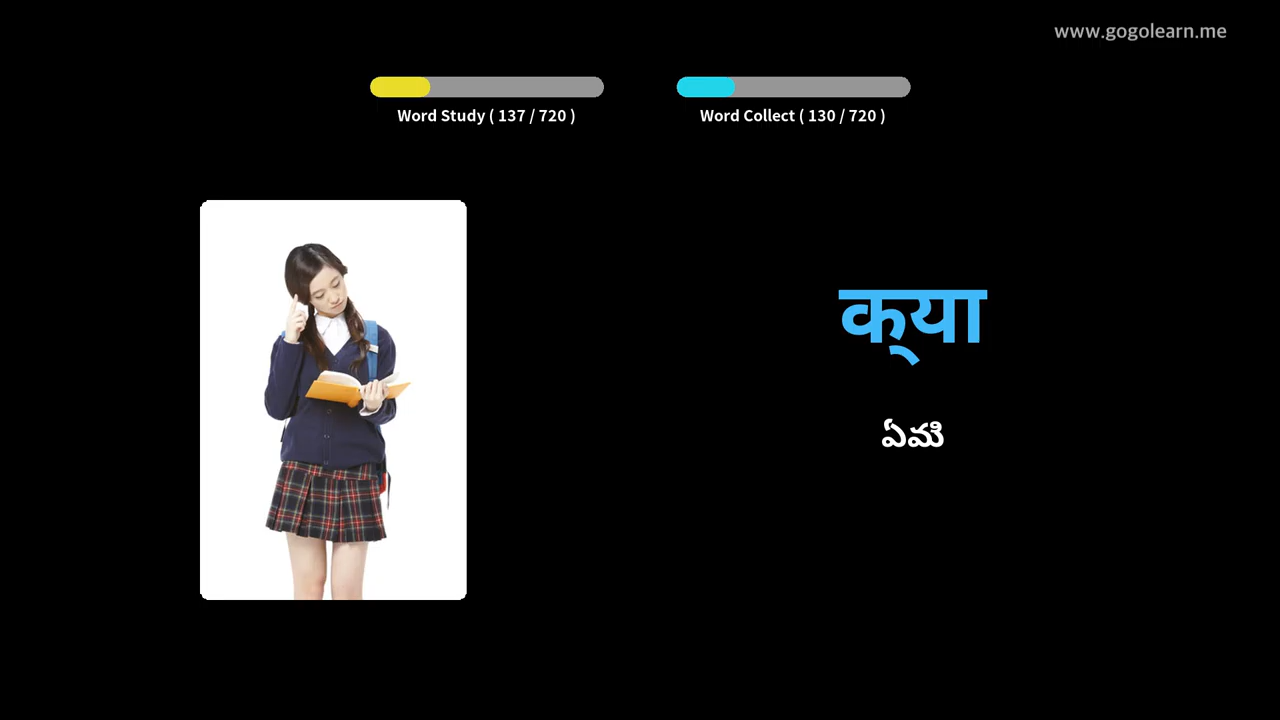 www.gogolearn.me
Word Study ( 137 / 720 )
Word Collect ( 130 / 720 )
क्या
ఏమి